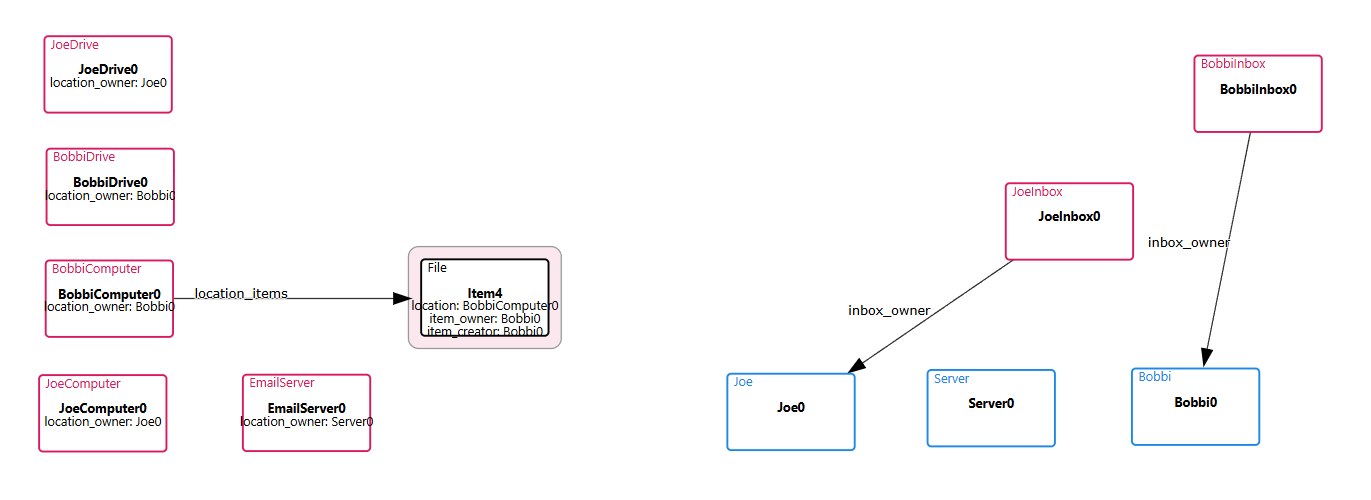 JoeDrive
JoeDrive0
location_owner: Joe0
BobbiDrive
BobbiDrive0
location_owner: Bobbi0
BobbiComputer
BobbiComputer0
location_owner: Bobbi0
location_items
File
Item4
location: BobbiComputer0
item_owner: Bobbi0
item_creator: Bobbi0
JoeComputer
JoeComputer0
location_owner: Joe0
EmailServer
EmailServer0
location_owner: Server0
BobbiInbox
BobbiInbox0
JoeInbox
JoeInbox0
inbox_owner
inbox_owner
Joe
Joe0
Server
Server0
Bobbi
Bobbi0